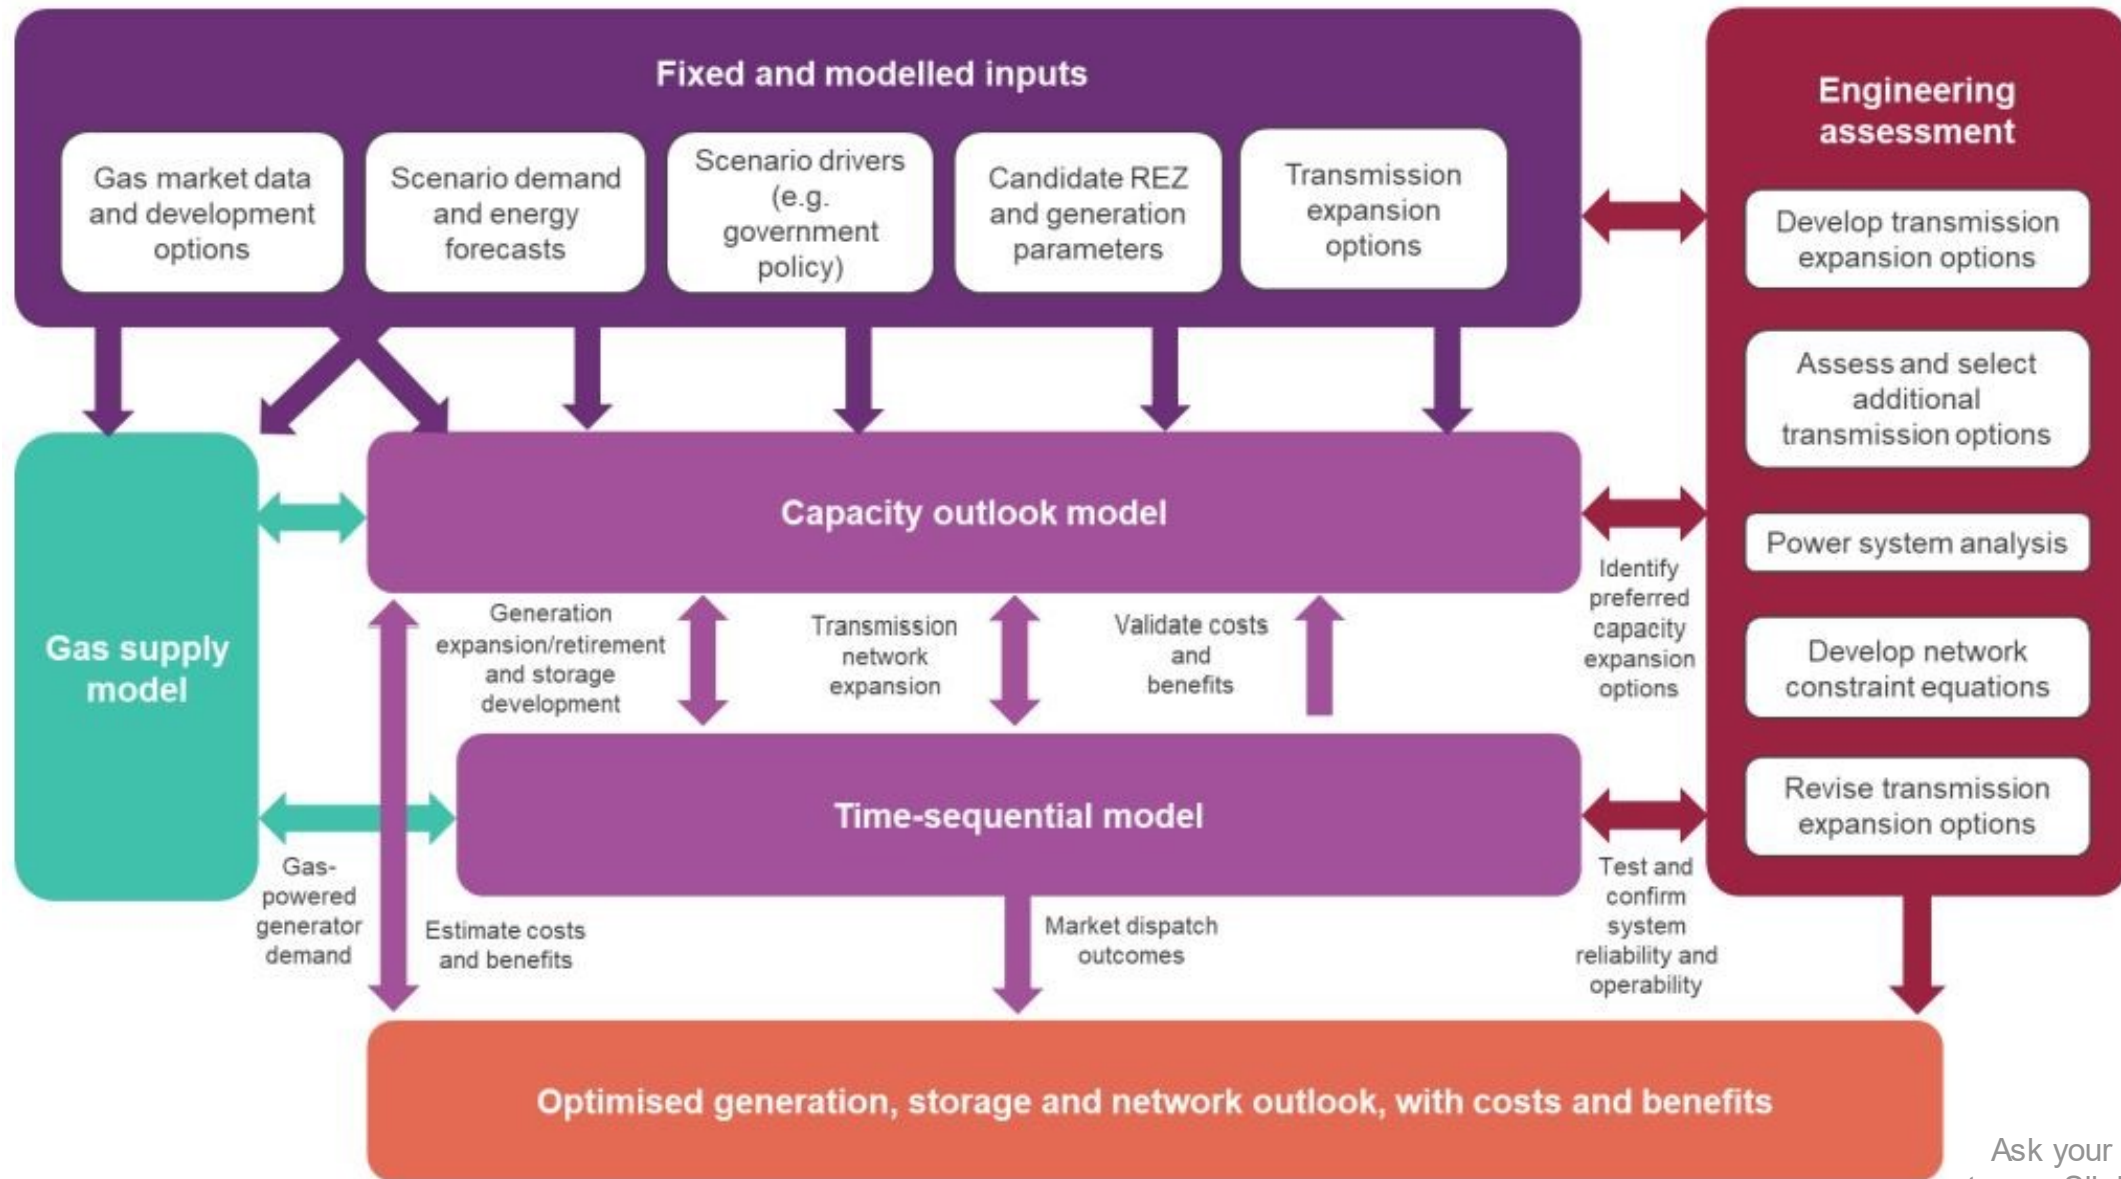 Fixed and modelled inputs
Gas market data
and development
options
Scenario demand
and energy
forecasts
Scenario drivers
(e.g.
government
policy)
Candidate REZ
and generation
parameters
Transmission
expansion
options
Engineering
assessment
Develop transmission
expansion options
Assess and select
additional
transmission options
Power system analysis
Develop network
constraint equations
Revise transmission
expansion options
Gas supply
model
Capacity outlook model
Generation
expansion/retirement
and storage
development
Transmission
network
expansion
Validate costs
and
benefits
Identify
preferred
capacity
expansion
options
Time-sequential model
Gas-
powered
generator
demand
Estimate costs
and benefits
Market dispatch
outcomes
Test and
confirm
system
reliability and
operability
Optimised generation, storage and network outlook, with costs and benefits
Ask your